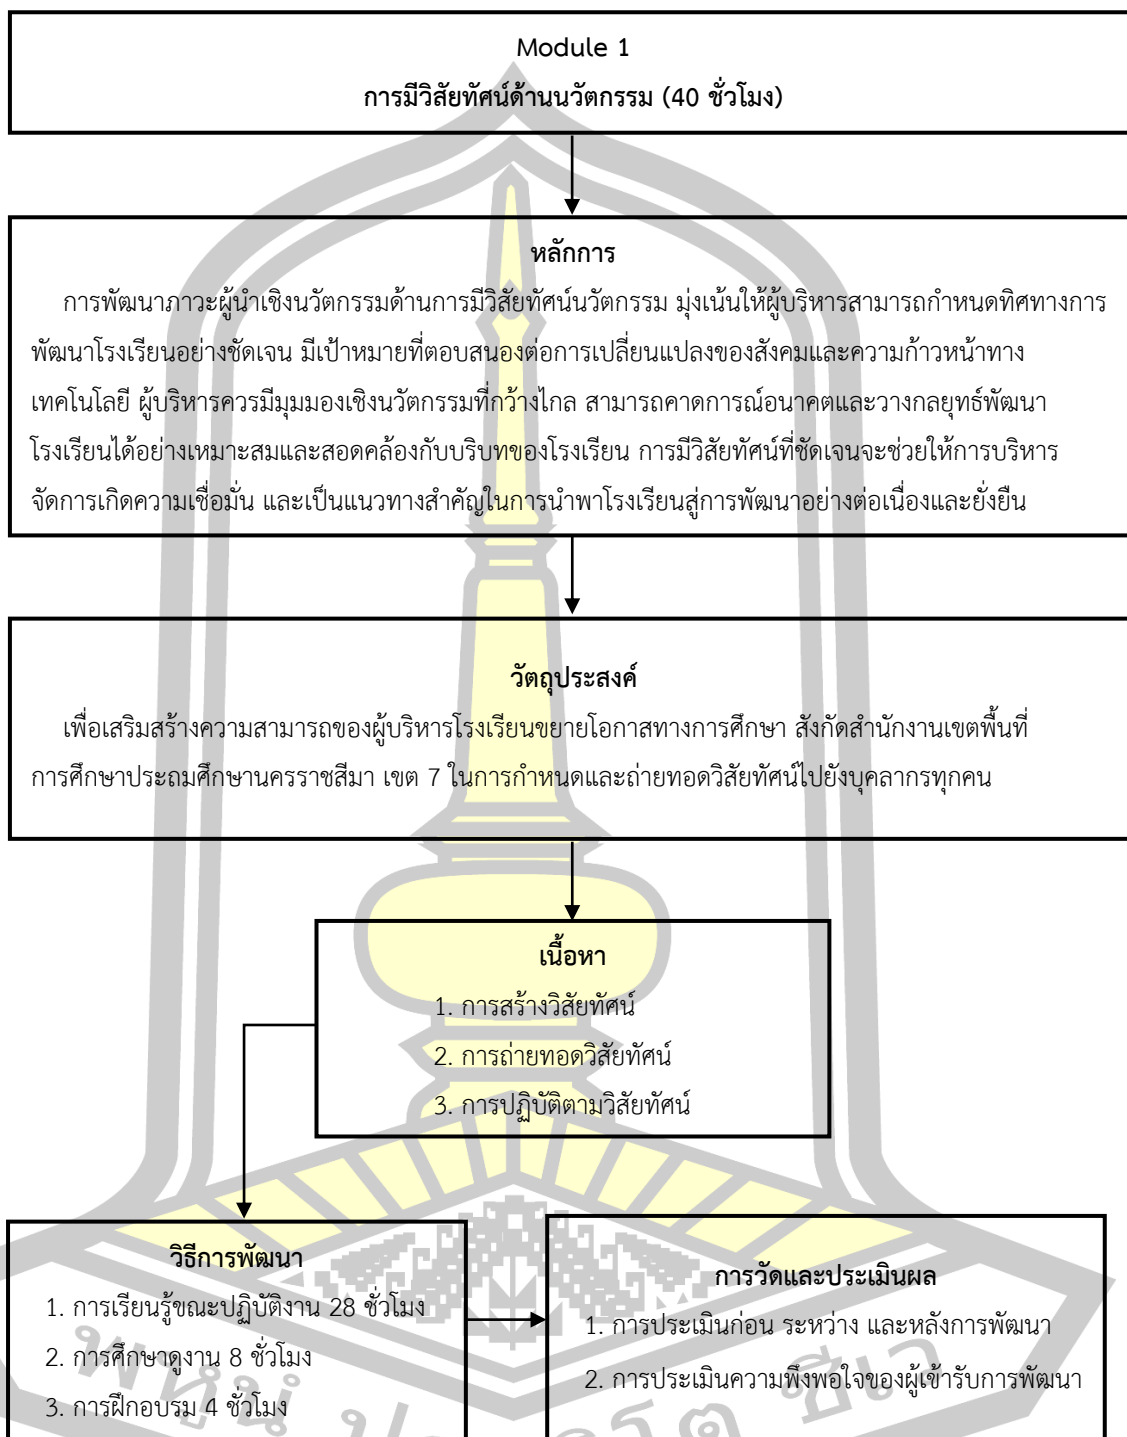 Module 1
การมีวิสัยทัศน์ด้านนวัตกรรม (40 ชั่วโมง)
หลักการ
การพัฒนาภาวะผู้นำเชิงนวัตกรรมด้านการมีวิสัยทัศน์นวัตกรรม มุ่งเน้นให้ผู้บริหารสามารถกำหนดทิศทางการ
พัฒนาโรงเรียนอย่างชัดเจน มีเป้าหมายที่ตอบสนองต่อการเปลี่ยนแปลงของสังคมและความก้าวหน้าทาง
เทคโนโลยี ผู้บริหารควรมีมุมมองเชิงนวัตกรรมที่กว้างไกล สามารถคาดการณ์อนาคตและวางกลยุทธ์พัฒนา
โรงเรียนได้อย่างเหมาะสมและสอดคล้องกับบริบทของโรงเรียน การมีวิสัยทัศน์ที่ชัดเจนจะช่วยให้การบริหาร
จัดการเกิดความเชื่อมั่น และเป็นแนวทางสำคัญในการนำพาโรงเรียนสู่การพัฒนาอย่างต่อเนื่องและยั่งยืน
วัตถุประสงค์
เพื่อเสริมสร้างความสามารถของผู้บริหารโรงเรียนขยายโอกาสทางการศึกษา สังกัดสำนักงานเขตพื้นที่
การศึกษาประถมศึกษานครราชสีมา เขต 7 ในการกำหนดและถ่ายทอดวิสัยทัศน์ไปยังบุคลากรทุกคน
เนื้อหา
1. การสร้างวิสัยทัศน์
2. การถ่ายทอดวิสัยทัศน์
3. การปฏิบัติตามวิสัยทัศน์
วิธีการพัฒนา
1. การเรียนรู้ขณะปฏิบัติงาน 28 ชั่วโมง
2. การศึกษาดูงาน 8 ชั่วโมง
3. การฝึกอบรม 4 ชั่วโมง
การวัดและประเมินผล
1. การประเมินก่อน ระหว่าง และหลังการพัฒนา
2. การประเมินความพึงพอใจของผู้เข้ารับการพัฒนา
พหูนํ
ชีเว